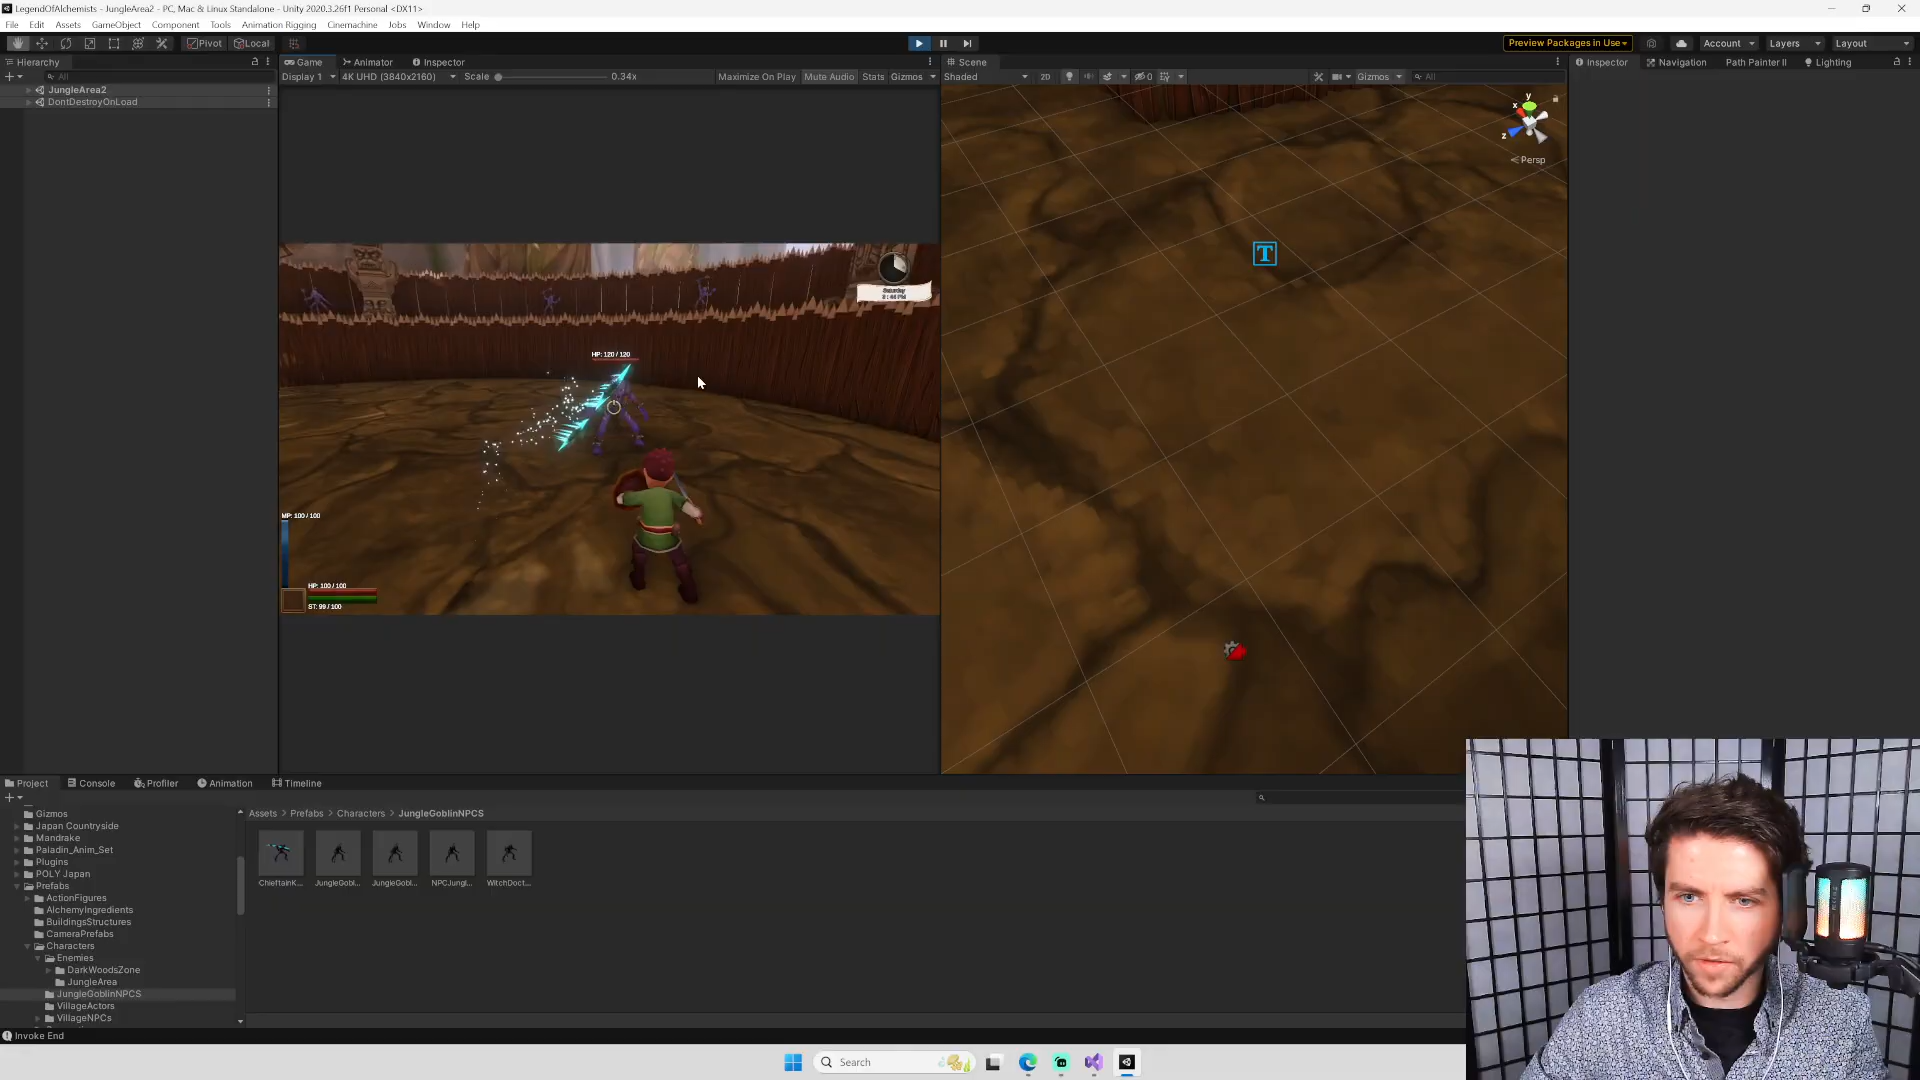 LegendOfAlchemists - JungleArea2 - PC, Mac & Linux Standalone - Unity 2020.3.26f1 Personal <DX11>
File Edit Assets GameObject Component Tools Animation Rigging Cinemachine Jobs Window Help
Pivot Local Preview Packages in Use Account Layers Layout
Hierarchy Game Animator Inspector Scene Inspector Navigation Path Painter II Lighting
All Display 1 4K UHD (3840x2160) Scale 0.34x Maximize On Play Mute Audio Stats Gizmos Shaded 2D 0 Gizmos All
JungleArea2
DontDestroyOnLoad
y
x
z
Persp
T
Saturday
HP: 120 / 120
MP: 100 / 100
HP: 100 / 100
ST: 99 / 100
Project Console Profiler Animation Timeline
Assets > Prefabs > Characters > JungleGoblinNPCS
Gizmos
Japan Countryside
Mandrake
Paladin_Anim_Set
Plugins
POLY Japan
Prefabs
ActionFigures
AlchemyIngredients
BuildingsStructures
CameraPrefabs
Characters
Enemies
DarkWoodsZone
JungleArea
JungleGoblinNPCS
VillageActors
VillageNPCs
ChieftainK... JungleGobl... JungleGobl... NPCJungl... WitchDoct...
Invoke End
Search